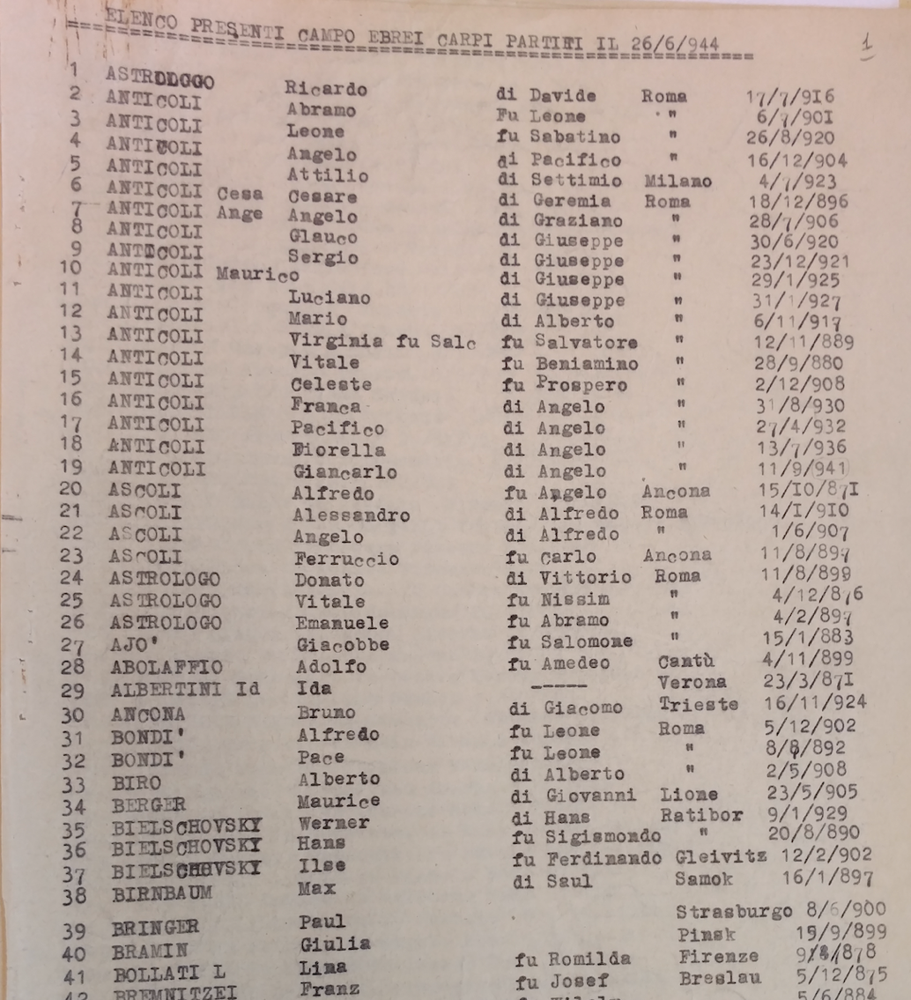 ELENCO PRESENTI CAMPO EBREI CARPI PARTITI IL 26/6/944 1
1 ASTROLOGO Ricardo di Davide Roma 17/7/916
2 ANTICOLI Abramo Fu Leone " 6/7/901
3 ANTICOLI Leone fu Sabatino " 26/8/920
4 ANTICOLI Angelo di Pacifico " 16/12/904
5 ANTICOLI Attilio di Settimio Milano 4/7/923
6 ANTICOLI Cesa Cesare di Geremia Roma 18/12/896
7 ANTICOLI Ange Angelo di Graziano " 28/7/906
8 ANTICOLI Glauco di Giuseppe " 30/6/920
9 ANTICOLI Sergio di Giuseppe " 23/12/921
10 ANTICOLI Maurico di Giuseppe " 29/1/925
11 ANTICOLI Luciano di Giuseppe " 31/1/927
12 ANTICOLI Mario di Alberto " 6/11/917
13 ANTICOLI Virginia fu Salc fu Salvatore " 12/11/889
14 ANTICOLI Vitale fu Beniamino " 28/9/880
15 ANTICOLI Celeste fu Prospero " 2/12/908
16 ANTICOLI Franca di Angelo " 31/8/930
17 ANTICOLI Pacifico di Angelo " 27/4/932
18 ANTICOLI Fiorella di Angelo " 13/7/936
19 ANTICOLI Giancarlo di Angelo " 11/9/941
20 ASCOLI Alfredo fu Angelo Ancona 15/IO/87I
21 ASCOLI Alessandro di Alfredo Roma 14/I/9IO
22 ASCOLI Angelo di Alfredo " 1/6/907
23 ASCOLI Ferruccio fu Carlo Ancona 11/8/897
24 ASTROLOGO Donato di Vittorio Roma 11/8/899
25 ASTROLOGO Vitale fu Nissim " 4/12/876
26 ASTROLOGO Emanuele fu Abramo " 4/2/897
27 AJO' Giacobbe fu Salomone " 15/1/883
28 ABOLAFFIO Adolfo fu Amedeo Cantù 4/11/899
29 ALBERTINI Id Ida ----- Verona 23/3/87I
30 ANCONA Bruno di Giacomo Trieste 16/11/924
31 BONDI' Alfredo fu Leone Roma 5/12/902
32 BONDI' Pace fu Leone " 8/8/892
33 BIRO Alberto di Alberto " 2/5/908
34 BERGER Maurice di Giovanni Lione 23/5/905
35 BIELSCHOVSKY Werner di Hans Ratibor 9/1/929
36 BIELSCHOVSKY Hans fu Sigismondo " 20/8/890
37 BIELSCHOVSKY Ilse fu Ferdinando Gleivitz 12/2/902
38 BIRNBAUM Max di Saul Samok 16/1/897
39 BRINGER Paul Strasburgo 8/6/900
40 BRAMIN Giulia Pinsk 15/9/899
41 BOLLATI L Lina fu Romilda Firenze 9/8/878
42 BREMNITZEI Franz fu Josef Breslau 5/12/875
5/6/884